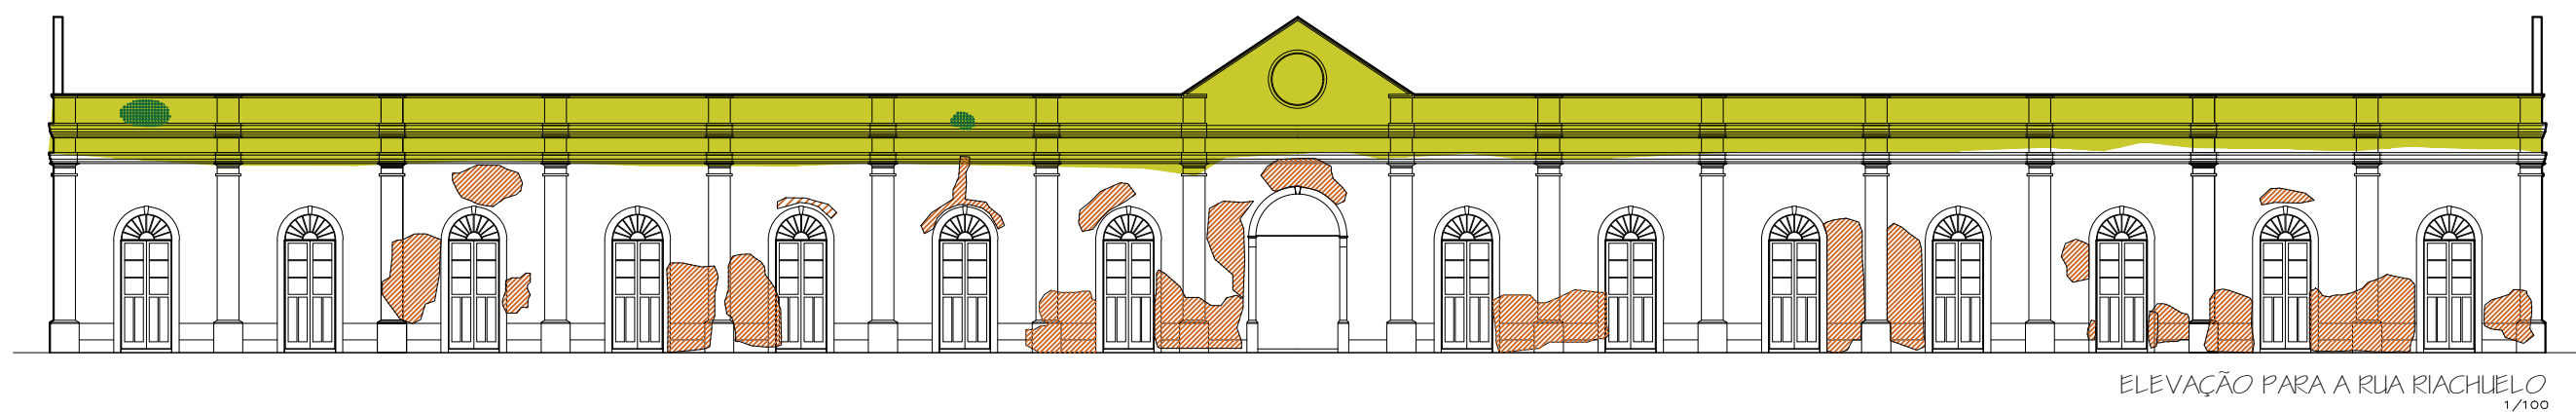 ELEVAÇÃO PARA A RUA RIACHUELO
1/100